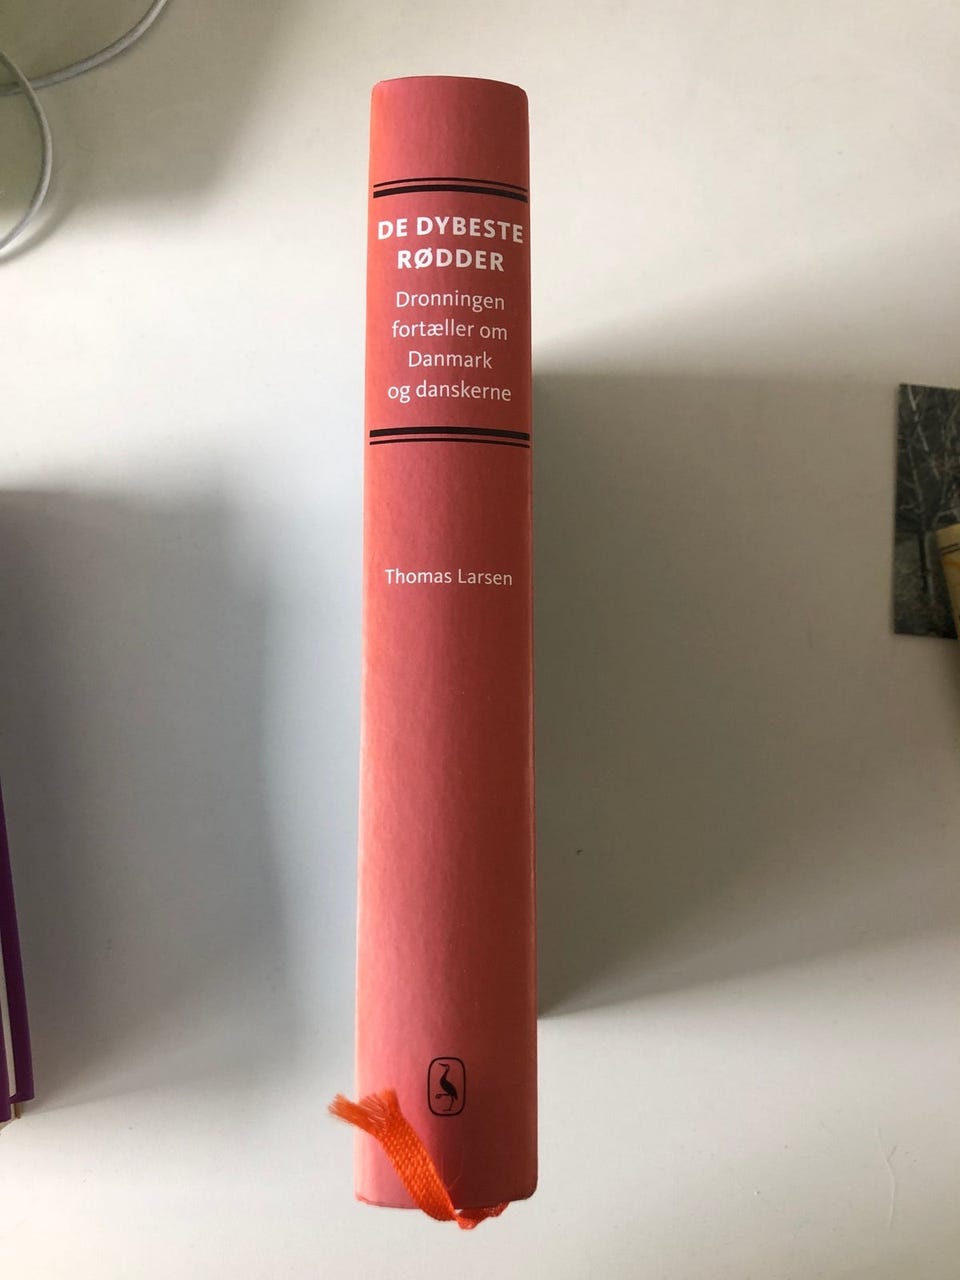 DE DYBESTE
RØDDER
Dronningen
fortæller om
Danmark
og danskerne
Thomas Larsen